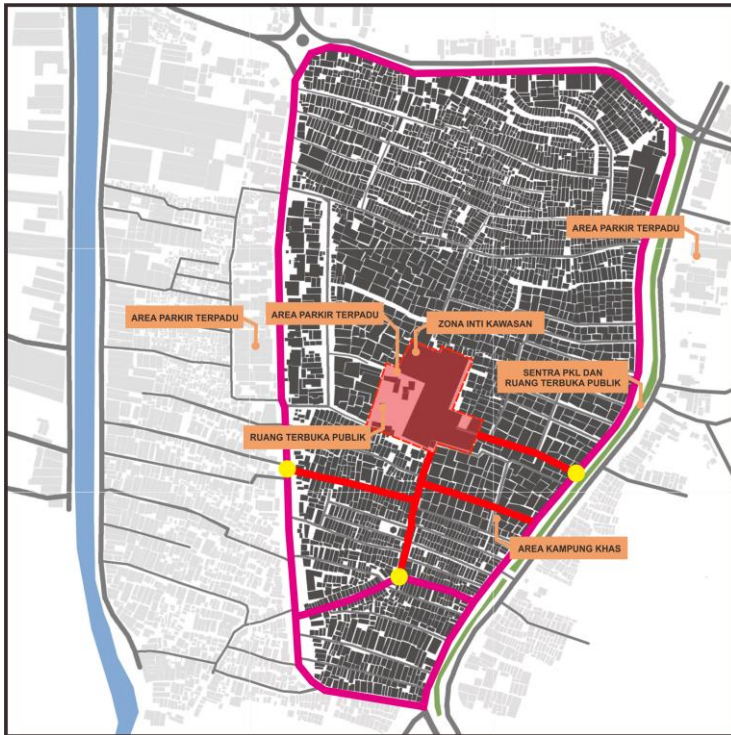 AREA PARKIR TERPADU
AREA PARKIR TERPADU
AREA PARKIR TERPADU
ZONA INTI KAWASAN
SENTRA PKL DAN
RUANG TERBUKA PUBLIK
RUANG TERBUKA PUBLIK
AREA KAMPUNG KHAS